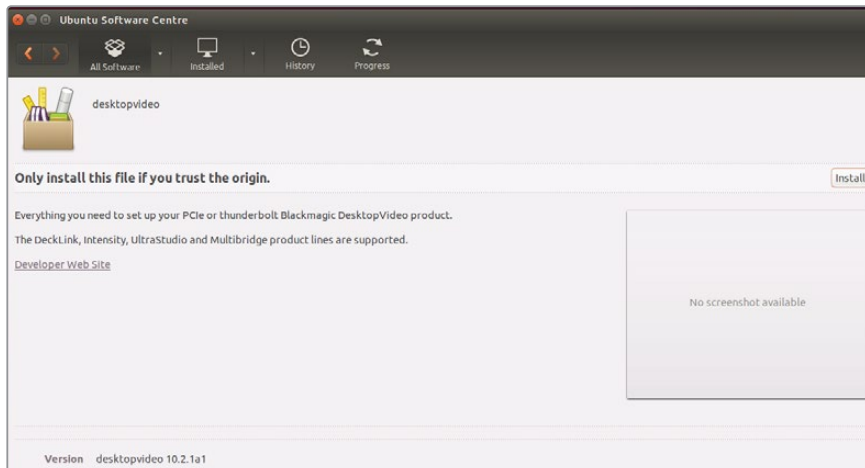 Ubuntu Software Centre
All Software
Installed
History
Progress
desktopvideo
Only install this file if you trust the origin.
Install
Everything you need to set up your PCIe or thunderbolt Blackmagic DesktopVideo product.
The DeckLink, Intensity, UltraStudio and Multibridge product lines are supported.
Developer Web Site
No screenshot available
Version desktopvideo 10.2.1a1